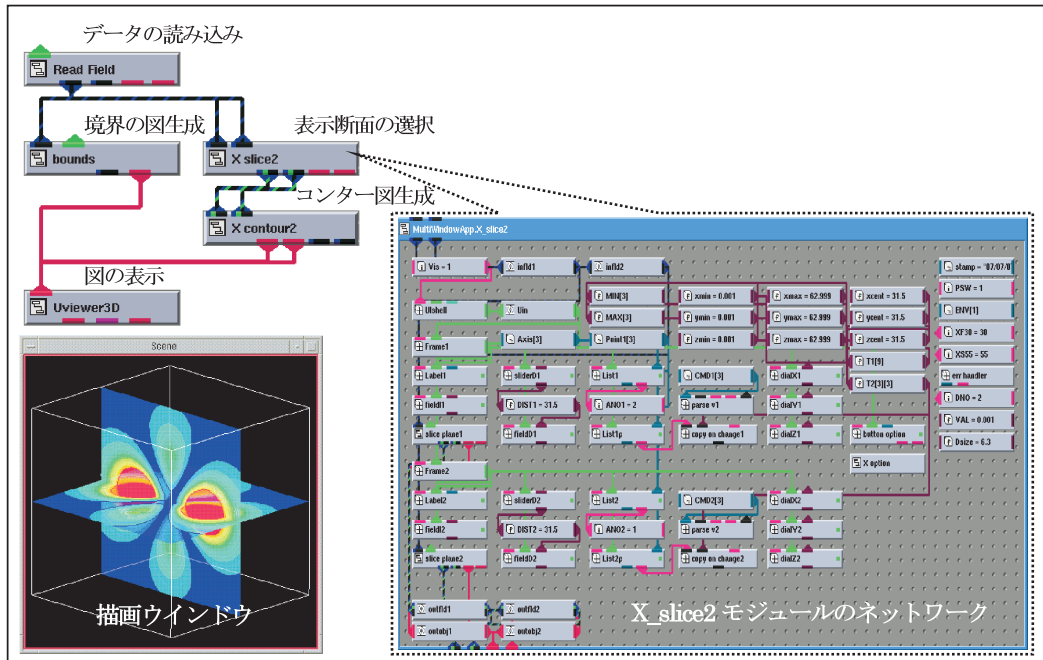 データの読み込み
Read Field
境界の図生成
表示断面の選択
bounds
X slice2
コンター図生成
X contour2
図の表示
Uviewer3D
Scene
描画ウインドウ
MultiWindowApp.X_slice2
Vis = 1
infld1
infld2
stamp = "07/07/0
MIN[3]
xmin = 0.001
xmax = 62.999
xcent = 31.5
PSW = 1
UIshell
Uin
MAX[3]
ymin = 0.001
ymax = 62.999
ycent = 31.5
ENV[1]
Frame1
Axis[3]
Point1[3]
zmin = 0.001
zmax = 62.999
zcent = 31.5
XF30 = 30
T1[9]
XS55 = 55
Label1
sliderD1
List1
CMD1[3]
dialX1
T2[3][3]
err handler
fieldI1
DIST1 = 31.5
ANO1 = 2
parse v1
dialY1
DNO = 2
VAL = 0.001
slice plane1
fieldD1
List1p
copy on change1
dialZ1
button option
Dsize = 6.3
Frame2
X option
Label2
sliderD2
List2
CMD2[3]
dialX2
fieldI2
DIST2 = 31.5
ANO2 = 1
parse v2
dialY2
slice plane2
fieldD2
List2p
copy on change2
dialZ2
outfld1
outfld2
outobj1
outobj2
X_slice2 モジュールのネットワーク